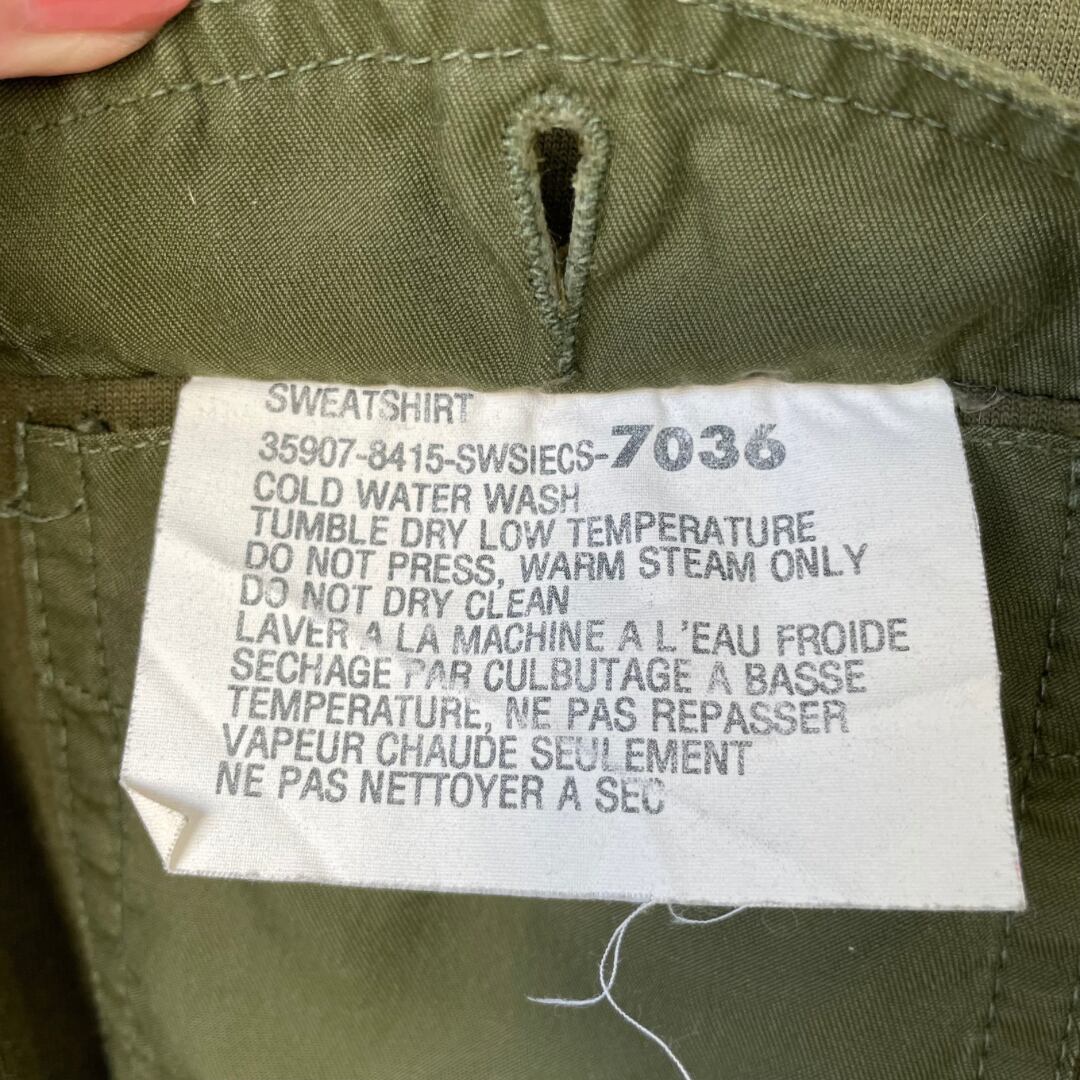 SWEATSHIRT
35907-8415-SWSIECS-7036
COLD WATER WASH
TUMBLE DRY LOW TEMPERATURE
DO NOT PRESS, WARM STEAM ONLY
DO NOT DRY CLEAN
LAVER A LA MACHINE A L'EAU FROIDE
SECHAGE PAR CULBUTAGE A BASSE
TEMPERATURE, NE PAS REPASSER
VAPEUR CHAUDE SEULEMENT
NE PAS NETTOYER A SEC